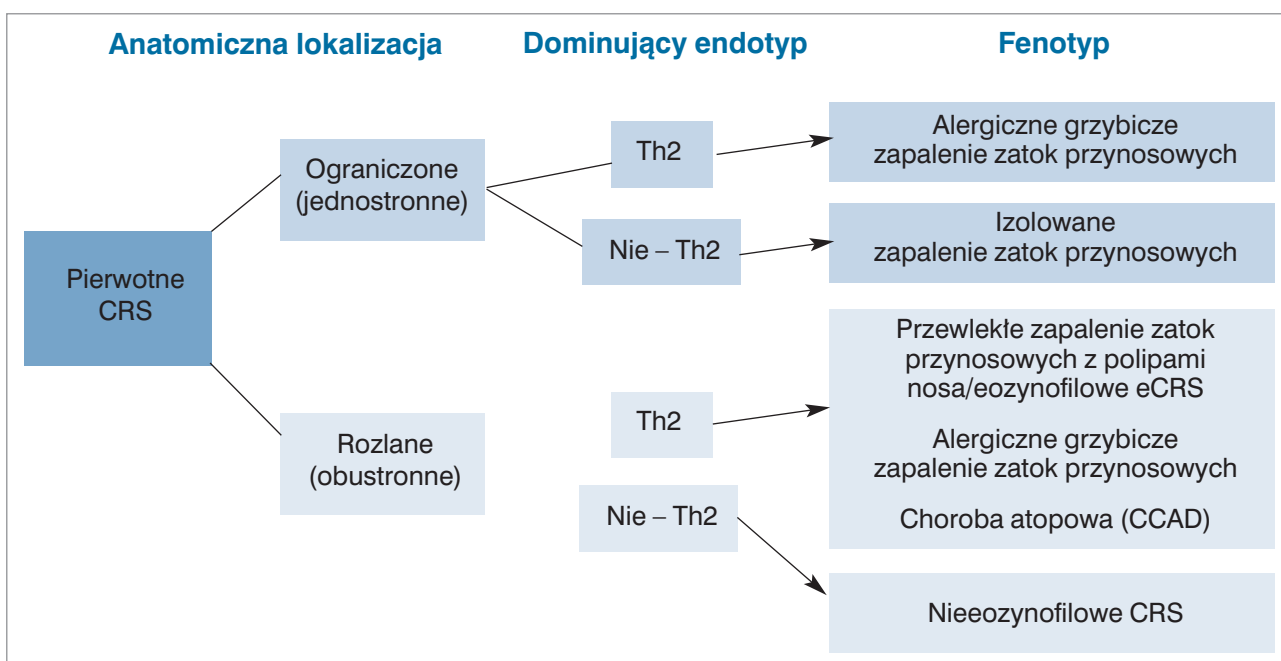 Anatomiczna lokalizacja
Dominujący endotyp
Fenotyp
Pierwotne
CRS
Ograniczone
(jednostronne)
Th2
Alergiczne grzybicze
zapalenie zatok przynosowych
Nie – Th2
Izolowane
zapalenie zatok przynosowych
Rozlane
(obustronne)
Th2
Przewlekłe zapalenie zatok
przynosowych z polipami
nosa/eozynofilowe eCRS
Alergiczne grzybicze
zapalenie zatok przynosowych
Choroba atopowa (CCAD)
Nie – Th2
Nieeozynofilowe CRS